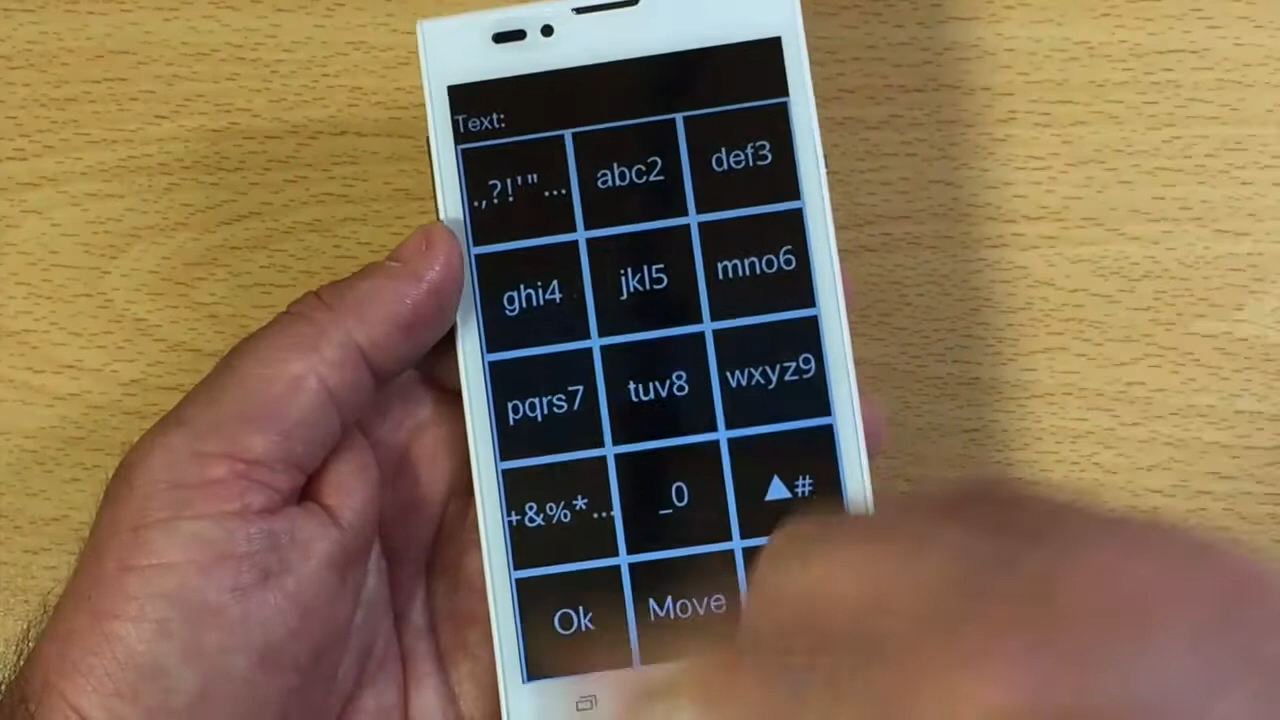 Text:
.,?!'"... abc2 def3
ghi4 jkl5 mno6
pqrs7 tuv8 wxyz9
+&%*... _0 ▲#
Ok Move